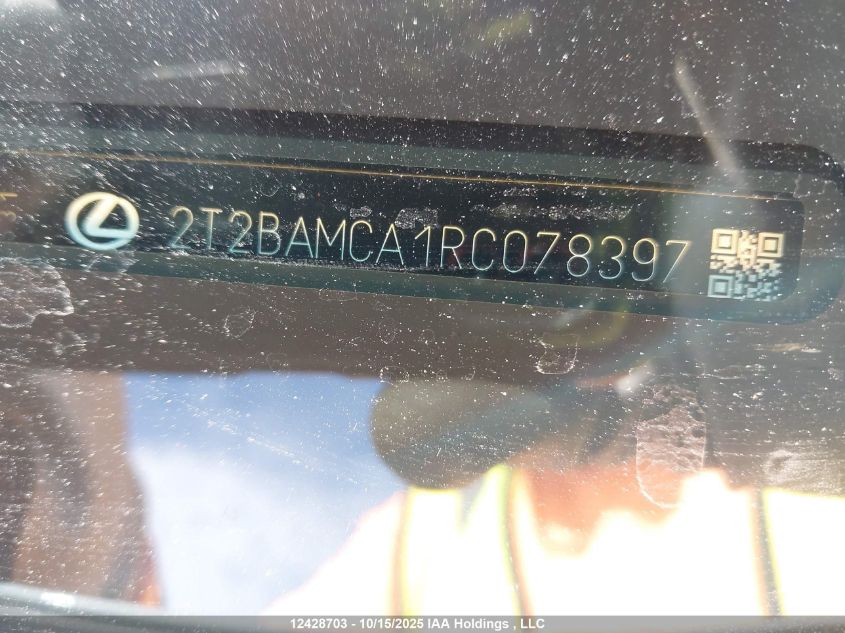 2T2BAMCA1RC078397
12428703 - 10/15/2025 IAA Holdings , LLC